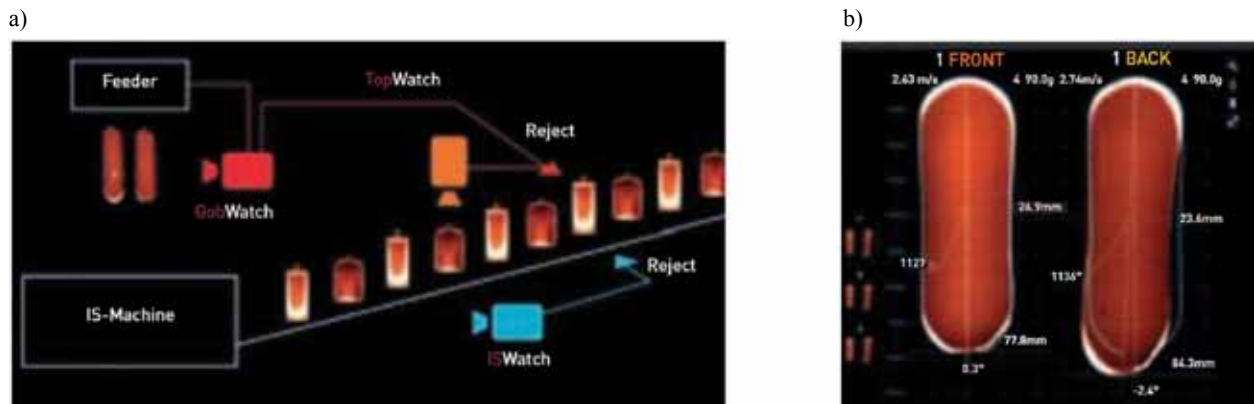 a)
b)
Feeder
TopWatch
Reject
GobWatch
IS-Machine
Reject
ISWatch
1 FRONT
1 BACK
2.63 m/s
4 90.0g
2.74m/s
4 90.0g
24.9mm
23.6mm
1127
1136°
77.8mm
84.3mm
0.3°
-2.4°